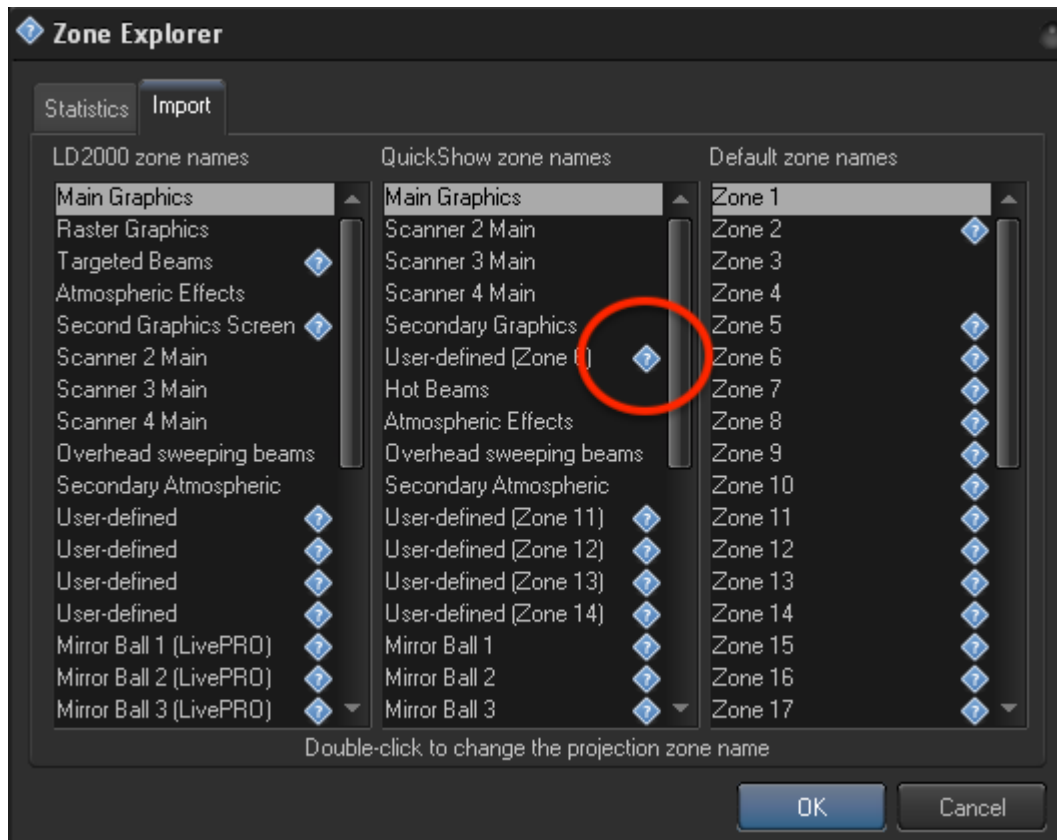 Zone Explorer
Statistics
Import
LD2000 zone names
Main Graphics
Raster Graphics
Targeted Beams
Atmospheric Effects
Second Graphics Screen
Scanner 2 Main
Scanner 3 Main
Scanner 4 Main
Overhead sweeping beams
Secondary Atmospheric
User-defined
User-defined
User-defined
User-defined
Mirror Ball 1 (LivePRO)
Mirror Ball 2 (LivePRO)
Mirror Ball 3 (LivePRO)
QuickShow zone names
Main Graphics
Scanner 2 Main
Scanner 3 Main
Scanner 4 Main
Secondary Graphics
User-defined (Zone 6)
Hot Beams
Atmospheric Effects
Overhead sweeping beams
Secondary Atmospheric
User-defined (Zone 11)
User-defined (Zone 12)
User-defined (Zone 13)
User-defined (Zone 14)
Mirror Ball 1
Mirror Ball 2
Mirror Ball 3
Default zone names
Zone 1
Zone 2
Zone 3
Zone 4
Zone 5
Zone 6
Zone 7
Zone 8
Zone 9
Zone 10
Zone 11
Zone 12
Zone 13
Zone 14
Zone 15
Zone 16
Zone 17
Double-click to change the projection zone name
OK
Cancel